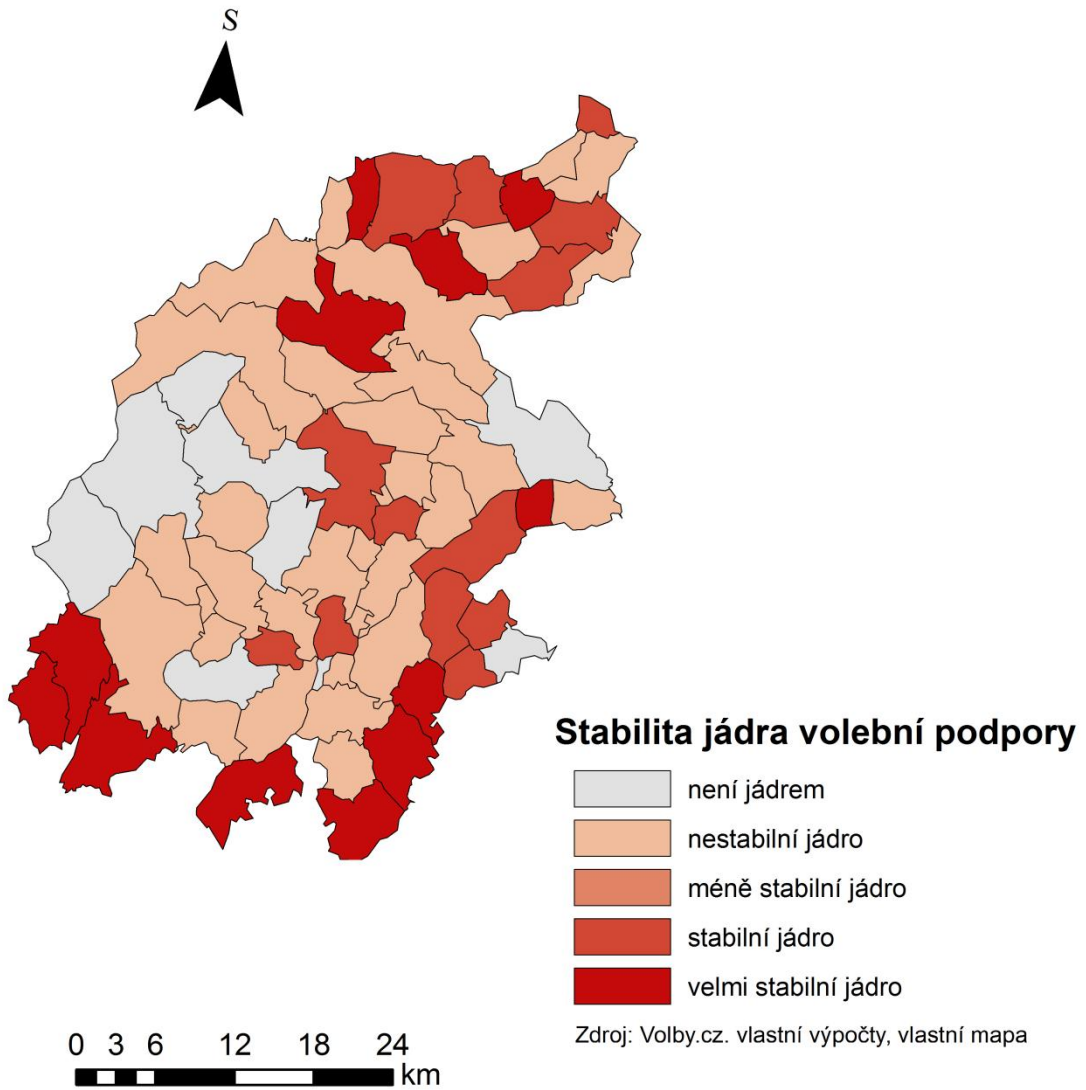 S
Stabilita jádra volební podpory
není jádrem
nestabilní jádro
méně stabilní jádro
stabilní jádro
velmi stabilní jádro
Zdroj: Volby.cz. vlastní výpočty, vlastní mapa
0 3 6 12 18 24
km